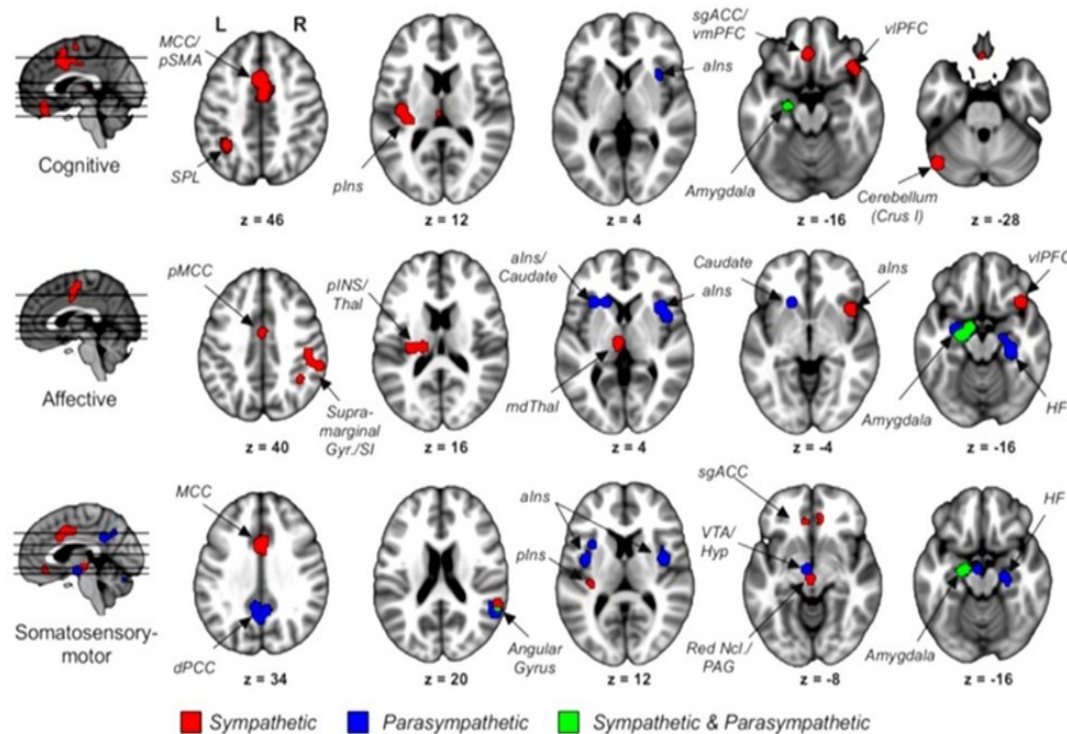 L
R
MCC/
pSMA
SPL
z = 46
pIns
z = 12
aIns
z = 4
sgACC/
vmPFC
vlPFC
Amygdala
z = -16
Cerebellum
(Crus I)
z = -28
Cognitive
pMCC
Supra-
marginal
Gyr./SI
z = 40
pINS/
Thal
z = 16
aIns/
Caudate
aIns
mdThal
z = 4
Caudate
aIns
z = -4
vlPFC
Amygdala
HF
z = -16
Affective
MCC
dPCC
z = 34
Angular
Gyrus
z = 20
aIns
pIns
z = 12
sgACC
VTA/
Hyp
Red Ncl./
PAG
z = -8
HF
Amygdala
z = -16
Somatosensory-
motor
Sympathetic
Parasympathetic
Sympathetic & Parasympathetic